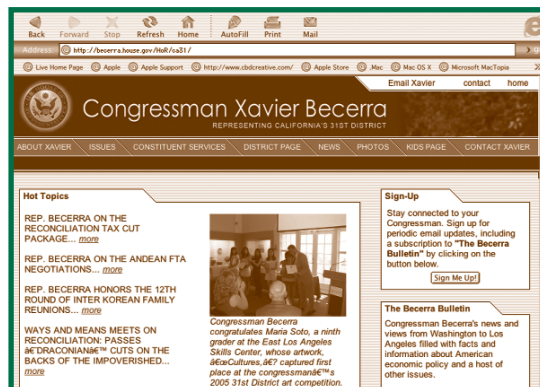 Back Forward Stop Refresh Home AutoFill Print Mail
Address: http://becerra.house.gov/HoR/ca31/
Live Home Page Apple Apple Support http://www.cbdcreative.com/ Apple Store .Mac Mac OS X Microsoft MacTopia
Email Xavier contact home
Congressman Xavier Becerra
REPRESENTING CALIFORNIA'S 31ST DISTRICT
ABOUT XAVIER ISSUES CONSTITUENT SERVICES DISTRICT PAGE NEWS PHOTOS KIDS PAGE CONTACT XAVIER
Hot Topics
REP. BECERRA ON THE
RECONCILIATION TAX CUT
PACKAGE... more
REP. BECERRA ON THE ANDEAN FTA
NEGOTIATIONS... more
REP. BECERRA HONORS THE 12TH
ROUND OF INTER KOREAN FAMILY
REUNIONS... more
WAYS AND MEANS MEETS ON
RECONCILIATION: PASSES
â€˜DRACONIANâ€™ CUTS ON THE
BACKS OF THE IMPOVERISHED...
more
Congressman Becerra
congratulates Maria Soto, a ninth
grader at the East Los Angeles
Skills Center, whose artwork,
â€œCultures,â€? captured first
place at the congressmanâ€™s
2005 31st District art competition.
Sign-Up
Stay connected to your
Congressman. Sign up for
periodic email updates, including
a subscription to "The Becerra
Bulletin" by clicking on the
button below.
Sign Me Up!
The Becerra Bulletin
Congressman Becerra's news and
views from Washington to Los
Angeles filled with facts and
information about American
economic policy and a host of
other issues.